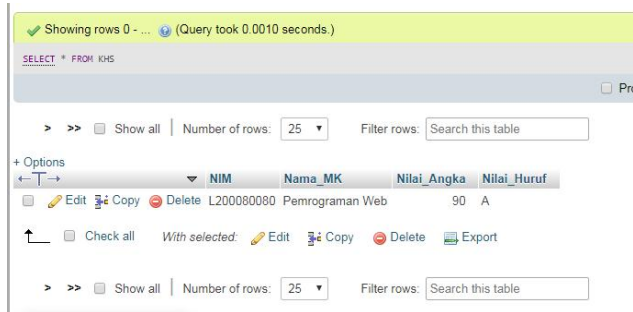 Showing rows 0 - ... (Query took 0.0010 seconds.)
SELECT * FROM KHS
Pro
> >> Show all Number of rows: 25 Filter rows: Search this table
+ Options
←T→ NIM Nama_MK Nilai_Angka Nilai_Huruf
Edit Copy Delete L200080080 Pemrograman Web 90 A
Check all With selected: Edit Copy Delete Export
> >> Show all Number of rows: 25 Filter rows: Search this table